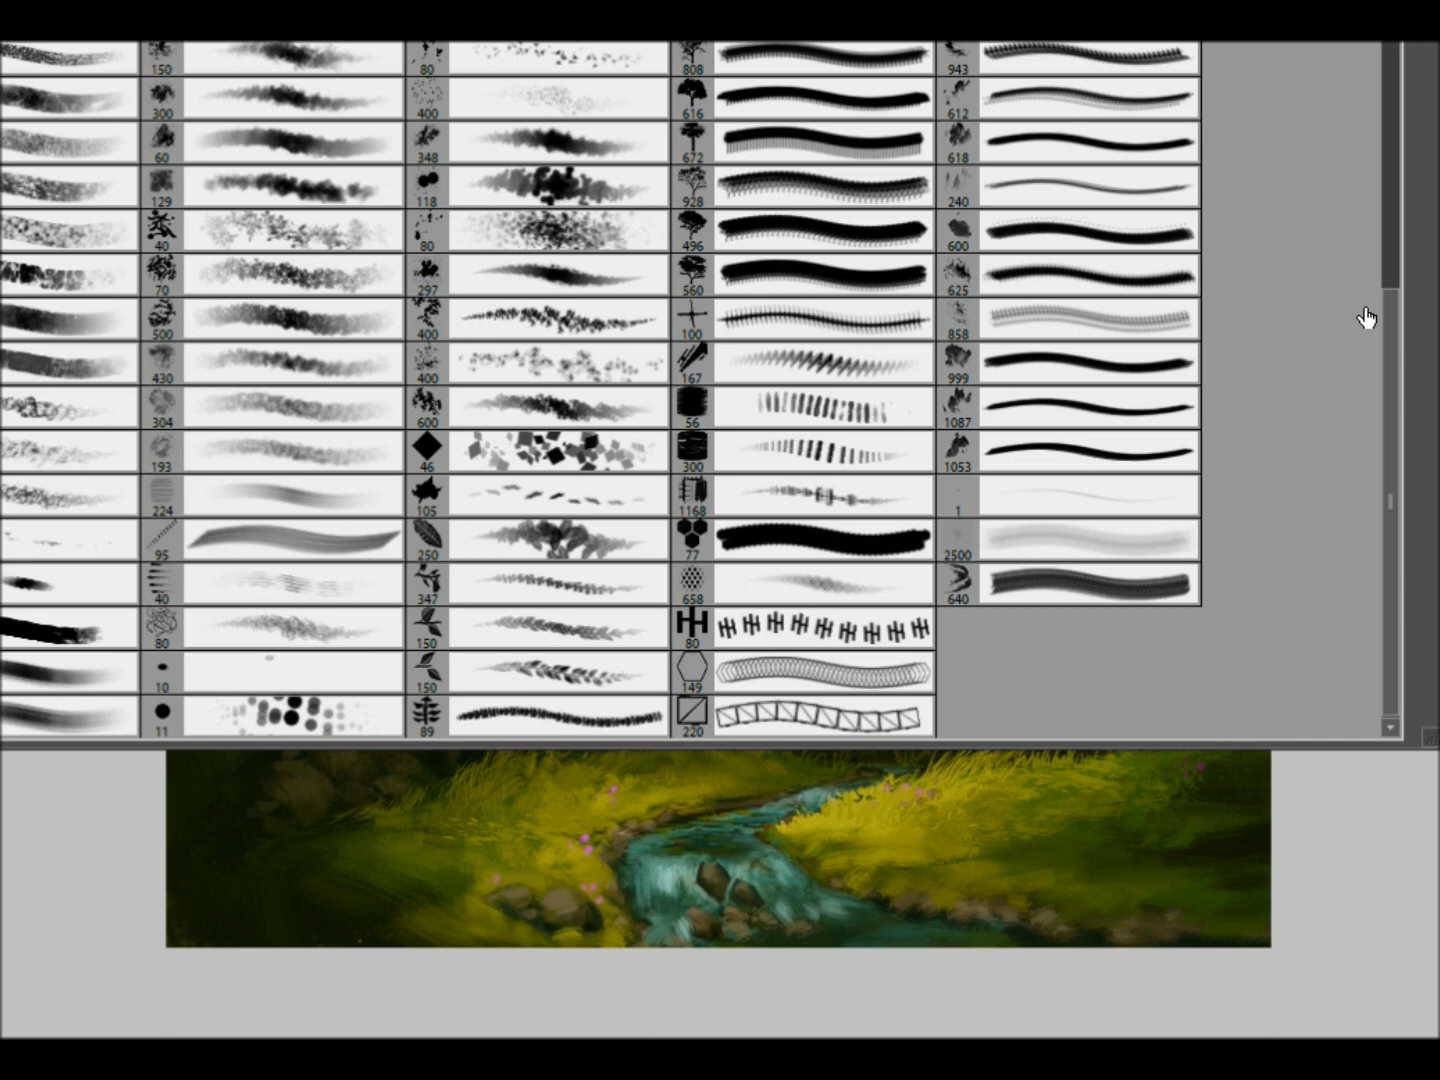 150 80 808 943
300 400 616 612
60 348 672 618
129 118 928 240
40 80 496 600
70 297 560 625
500 400 100 858
430 400 167 999
304 600 56 1087
193 46 300 1053
224 105 1168 1
95 250 77 2500
40 347 658 640
80 150 80
10 150 149
11 89 220